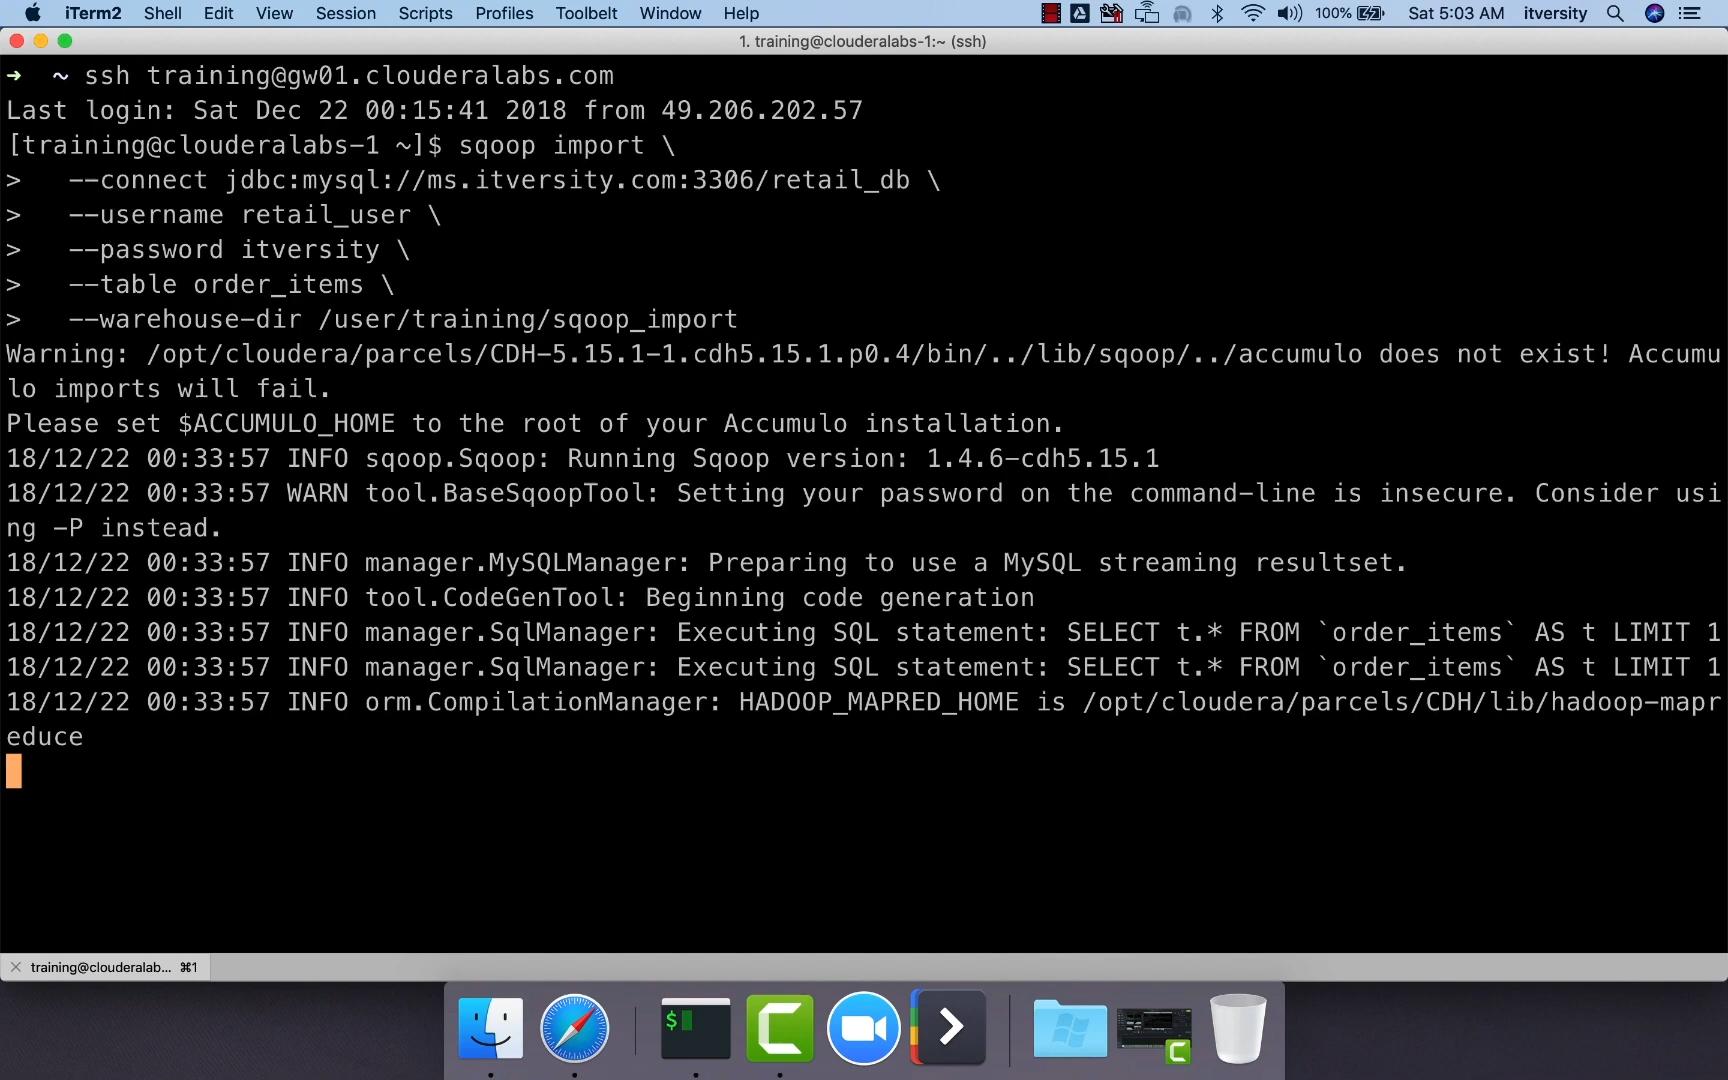 iTerm2 Shell Edit View Session Scripts Profiles Toolbelt Window Help 100% Sat 5:03 AM itversity
1. training@clouderalabs-1:~ (ssh)
➜ ~ ssh training@gw01.clouderalabs.com
Last login: Sat Dec 22 00:15:41 2018 from 49.206.202.57
[training@clouderalabs-1 ~]$ sqoop import \
> --connect jdbc:mysql://ms.itversity.com:3306/retail_db \
> --username retail_user \
> --password itversity \
> --table order_items \
> --warehouse-dir /user/training/sqoop_import
Warning: /opt/cloudera/parcels/CDH-5.15.1-1.cdh5.15.1.p0.4/bin/../lib/sqoop/../accumulo does not exist! Accumu
lo imports will fail.
Please set $ACCUMULO_HOME to the root of your Accumulo installation.
18/12/22 00:33:57 INFO sqoop.Sqoop: Running Sqoop version: 1.4.6-cdh5.15.1
18/12/22 00:33:57 WARN tool.BaseSqoopTool: Setting your password on the command-line is insecure. Consider usi
ng -P instead.
18/12/22 00:33:57 INFO manager.MySQLManager: Preparing to use a MySQL streaming resultset.
18/12/22 00:33:57 INFO tool.CodeGenTool: Beginning code generation
18/12/22 00:33:57 INFO manager.SqlManager: Executing SQL statement: SELECT t.* FROM `order_items` AS t LIMIT 1
18/12/22 00:33:57 INFO manager.SqlManager: Executing SQL statement: SELECT t.* FROM `order_items` AS t LIMIT 1
18/12/22 00:33:57 INFO orm.CompilationManager: HADOOP_MAPRED_HOME is /opt/cloudera/parcels/CDH/lib/hadoop-mapr
educe
training@clouderalab... ⌘1
$